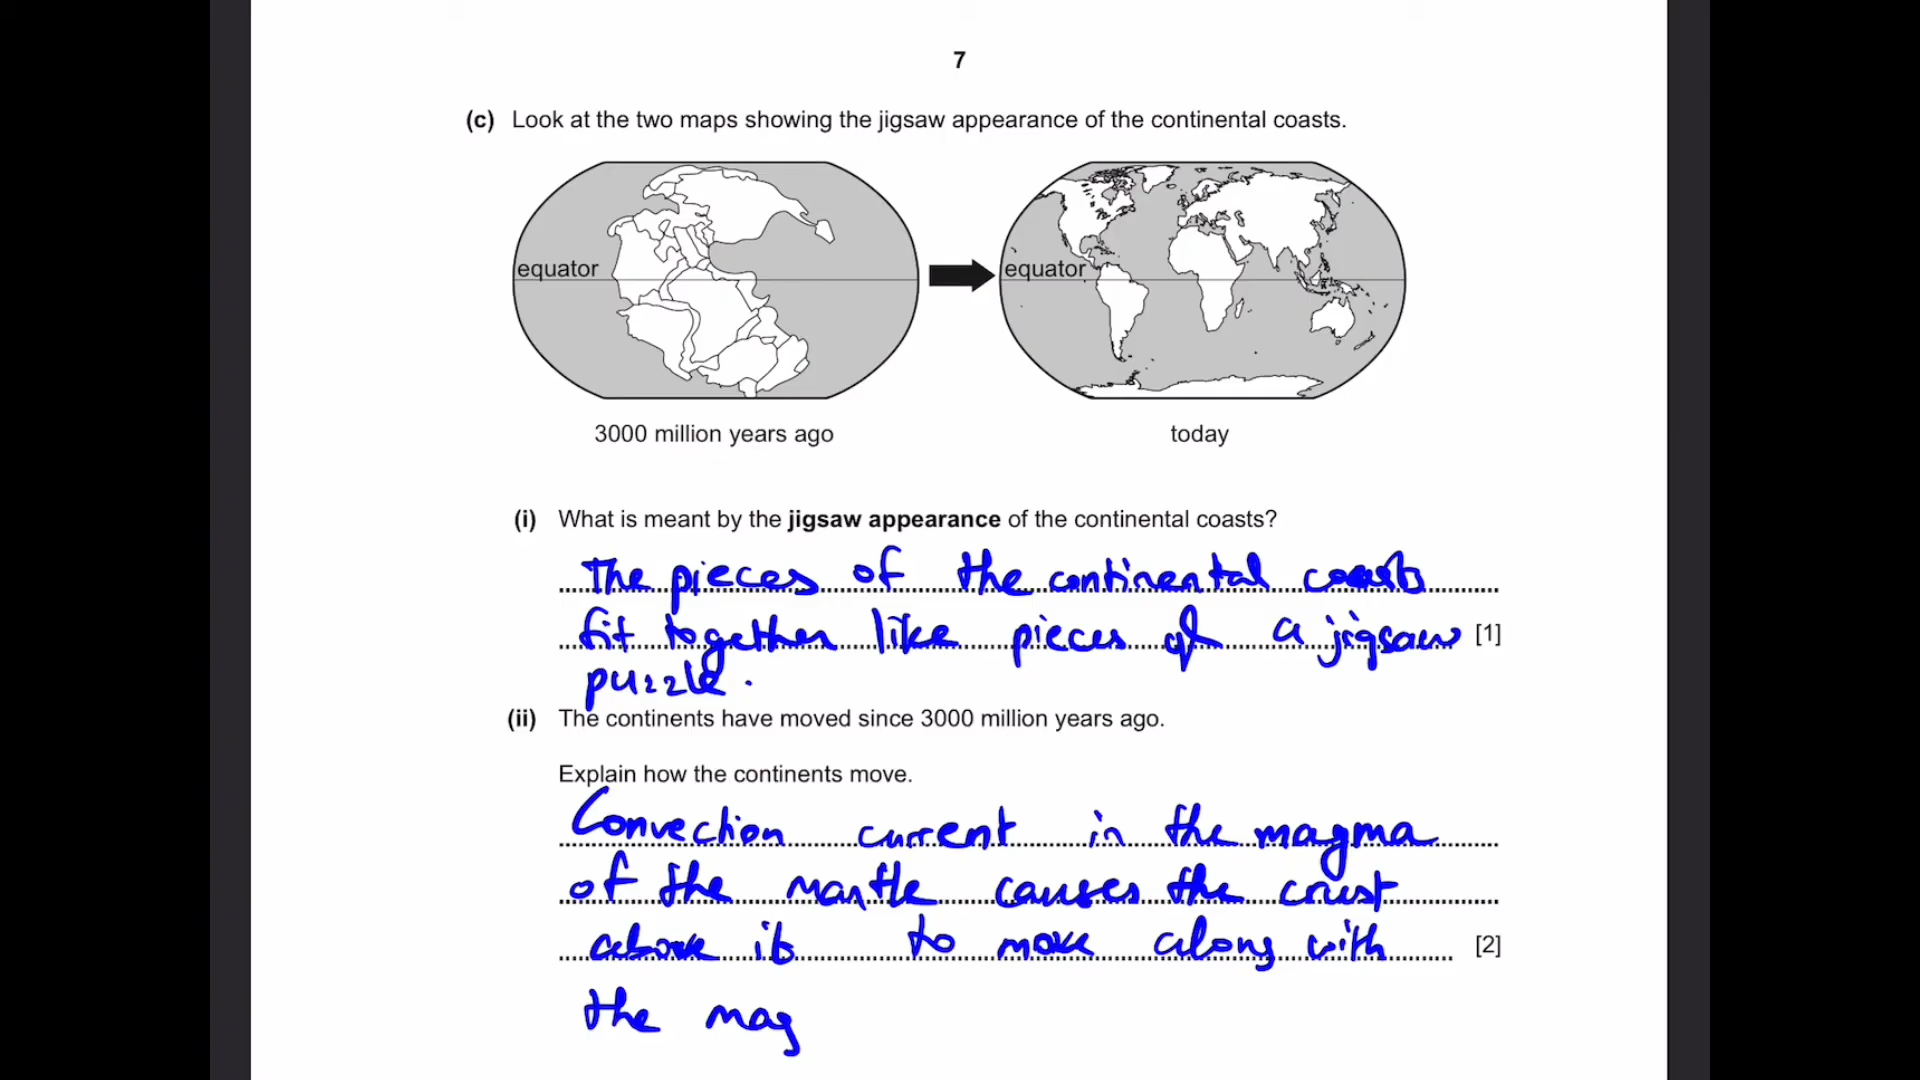 7
(c) Look at the two maps showing the jigsaw appearance of the continental coasts.
equator
equator
3000 million years ago
today
(i) What is meant by the jigsaw appearance of the continental coasts?
The pieces of the continental coasts
fit together like pieces of a jigsaw [1]
puzzle.
(ii) The continents have moved since 3000 million years ago.
Explain how the continents move.
Convection current in the magma
of the mantle causes the crust
above it to move along with [2]
the mag